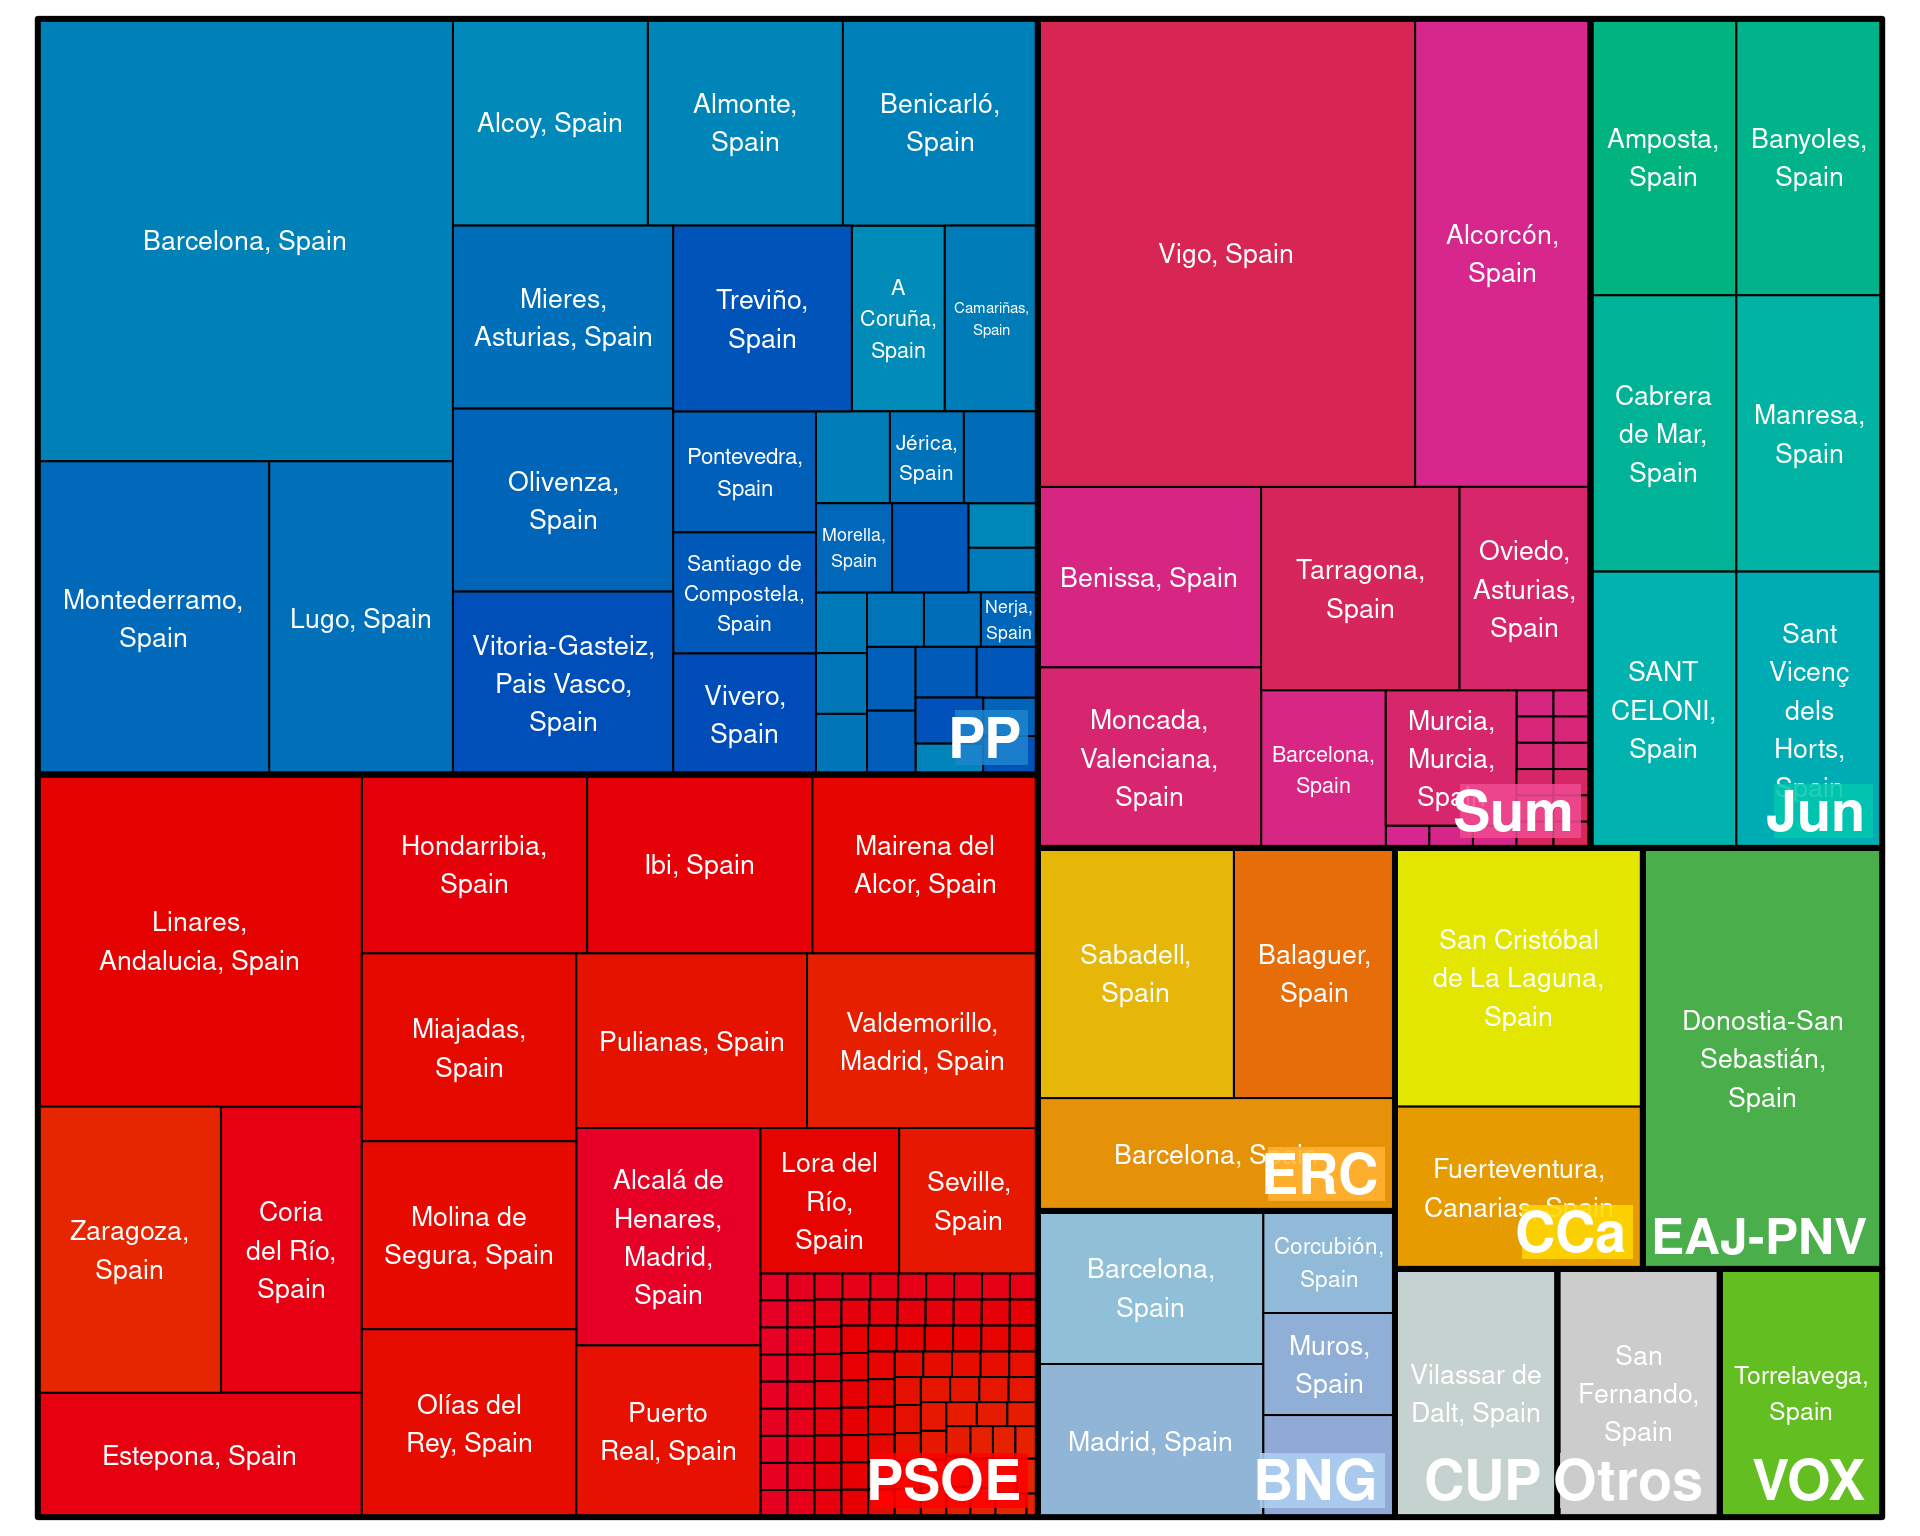 Barcelona, Spain
Alcoy, Spain
Almonte,
Spain
Benicarló,
Spain
Mieres,
Asturias, Spain
Treviño,
Spain
A
Coruña,
Spain
Camariñas,
Spain
Montederramo,
Spain
Lugo, Spain
Olivenza,
Spain
Vitoria-Gasteiz,
Pais Vasco,
Spain
Pontevedra,
Spain
Santiago de
Compostela,
Spain
Vivero,
Spain
Jérica,
Spain
Morella,
Spain
Nerja,
Spain
PP
Vigo, Spain
Alcorcón,
Spain
Benissa, Spain
Moncada,
Valenciana,
Spain
Tarragona,
Spain
Oviedo,
Asturias,
Spain
Barcelona,
Spain
Murcia,
Murcia,
Spain
Sum
Amposta,
Spain
Banyoles,
Spain
Cabrera
de Mar,
Spain
Manresa,
Spain
SANT
CELONI,
Spain
Sant
Vicenç
dels
Horts,
Spain
Jun
Linares,
Andalucia, Spain
Zaragoza,
Spain
Coria
del Río,
Spain
Estepona, Spain
Hondarribia,
Spain
Ibi, Spain
Mairena del
Alcor, Spain
Miajadas,
Spain
Pulianas, Spain
Valdemorillo,
Madrid, Spain
Molina de
Segura, Spain
Olías del
Rey, Spain
Alcalá de
Henares,
Madrid,
Spain
Puerto
Real, Spain
Lora del
Río,
Spain
Seville,
Spain
PSOE
Sabadell,
Spain
Balaguer,
Spain
Barcelona, Spain
ERC
San Cristóbal
de La Laguna,
Spain
Fuerteventura,
Canarias, Spain
CCa
Donostia-San
Sebastián,
Spain
EAJ-PNV
Barcelona,
Spain
Madrid, Spain
Corcubión,
Spain
Muros,
Spain
BNG
Vilassar de
Dalt, Spain
CUP
San
Fernando,
Spain
Otros
Torrelavega,
Spain
VOX